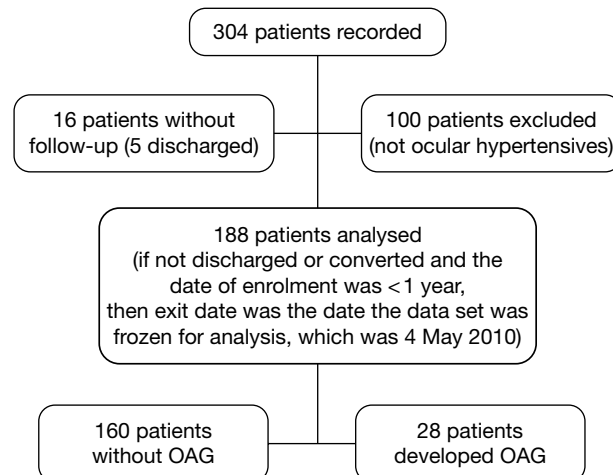 304 patients recorded
16 patients without
follow-up (5 discharged)
100 patients excluded
(not ocular hypertensives)
188 patients analysed
(if not discharged or converted and the
date of enrolment was <1 year,
then exit date was the date the data set was
frozen for analysis, which was 4 May 2010)
160 patients
without OAG
28 patients
developed OAG